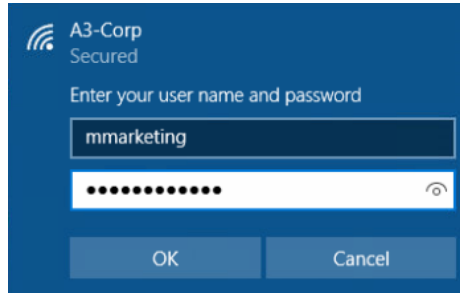 A3-Corp
Secured
Enter your user name and password
mmarketing
••••••••••••
OK
Cancel